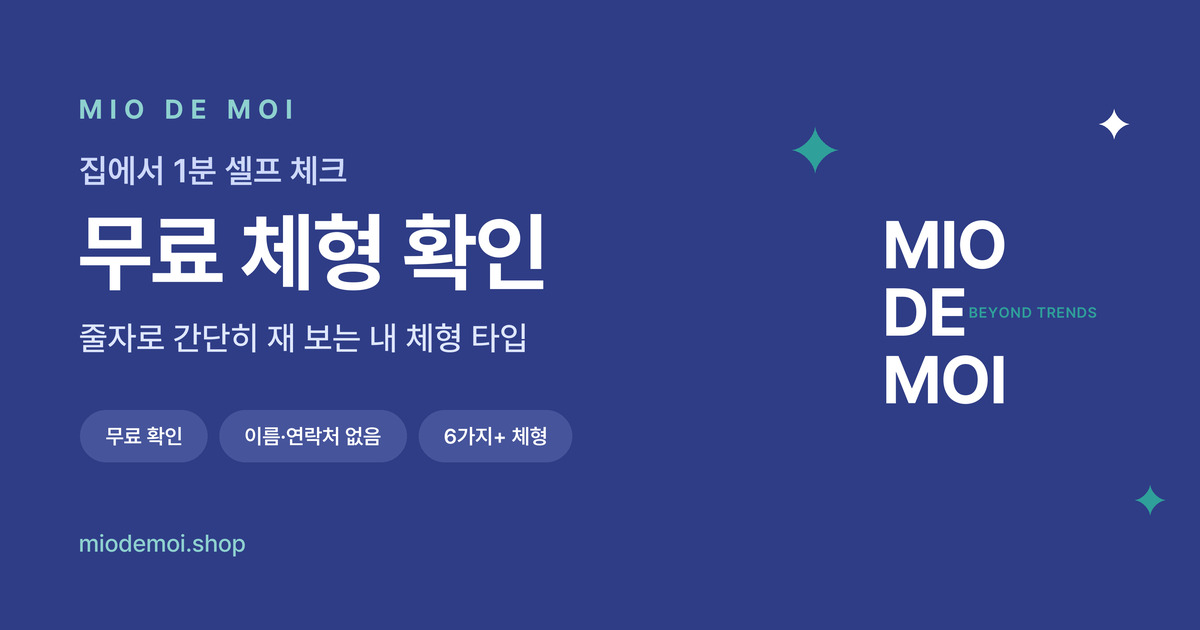 MIO DE MOI
집에서 1분 셀프 체크
무료 체형 확인
줄자로 간단히 재 보는 내 체형 타입
무료 확인
이름·연락처 없음
6가지+ 체형
miodemoi.shop
MIO
DE BEYOND TRENDS
MOI